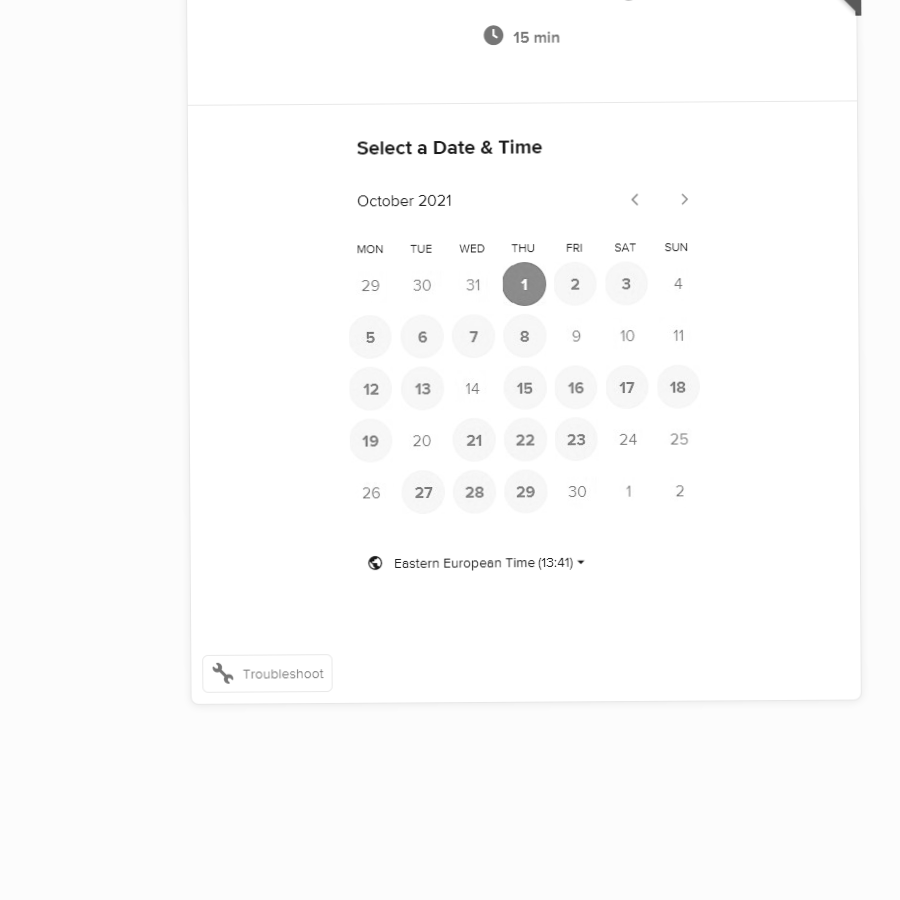 15 min
Select a Date & Time
October 2021
MON TUE WED THU FRI SAT SUN
29 30 31 1 2 3 4
5 6 7 8 9 10 11
12 13 14 15 16 17 18
19 20 21 22 23 24 25
26 27 28 29 30 1 2
Eastern European Time (13:41)
Troubleshoot